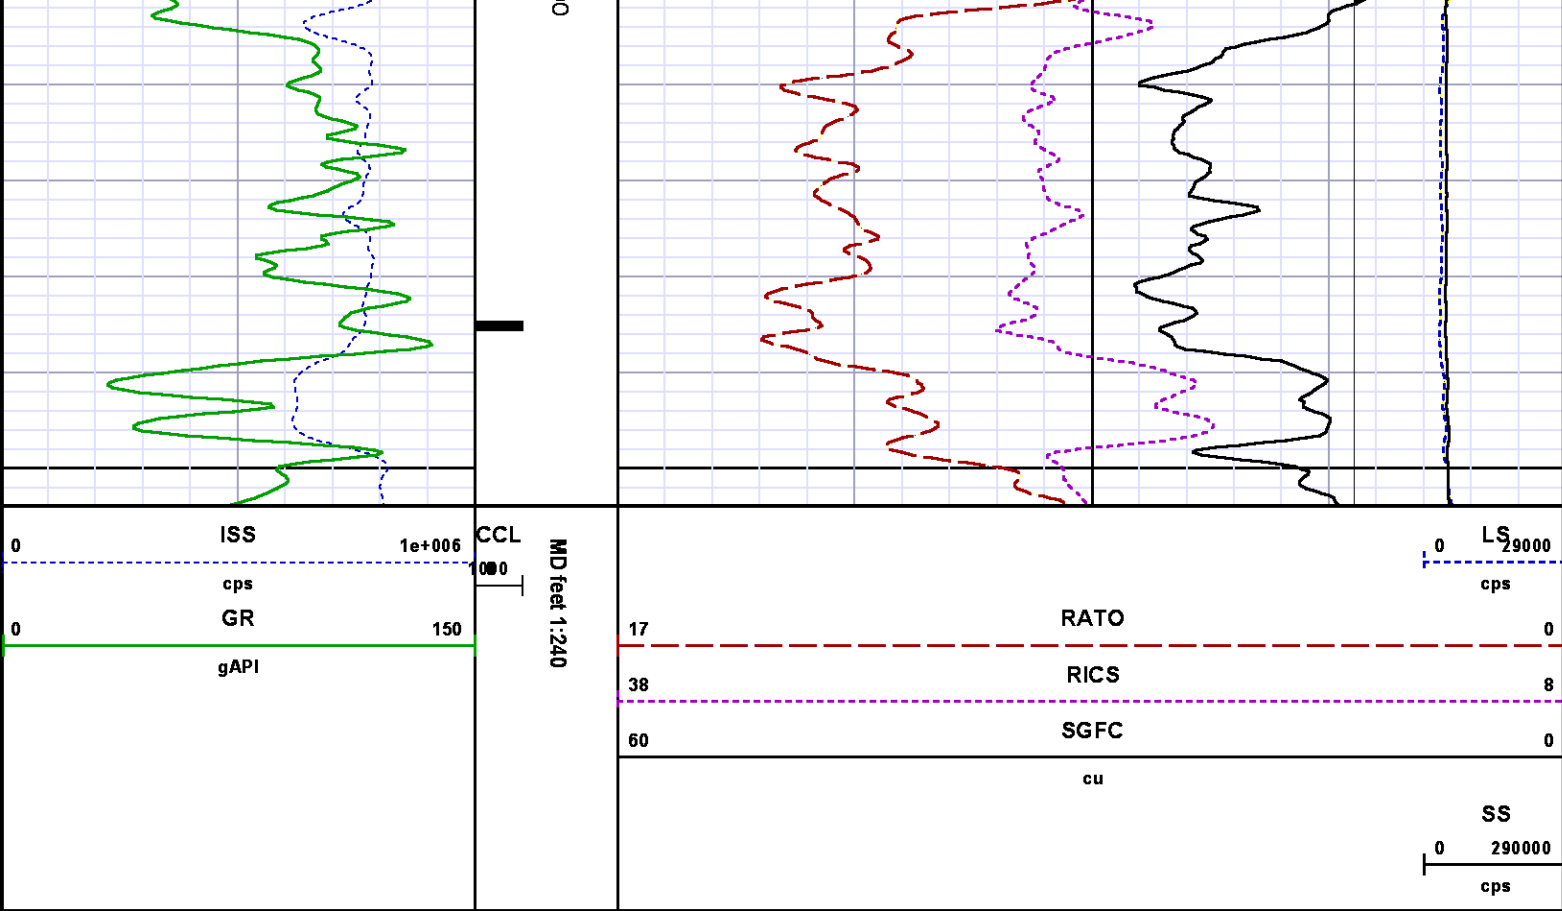 ISS
0 1e+006
cps
GR
0 150
gAPI
CCL
MD feet 1:240
LS
0 29000
cps
RATO
17 0
RICS
38 8
SGFC
60 0
cu
SS
0 290000
cps